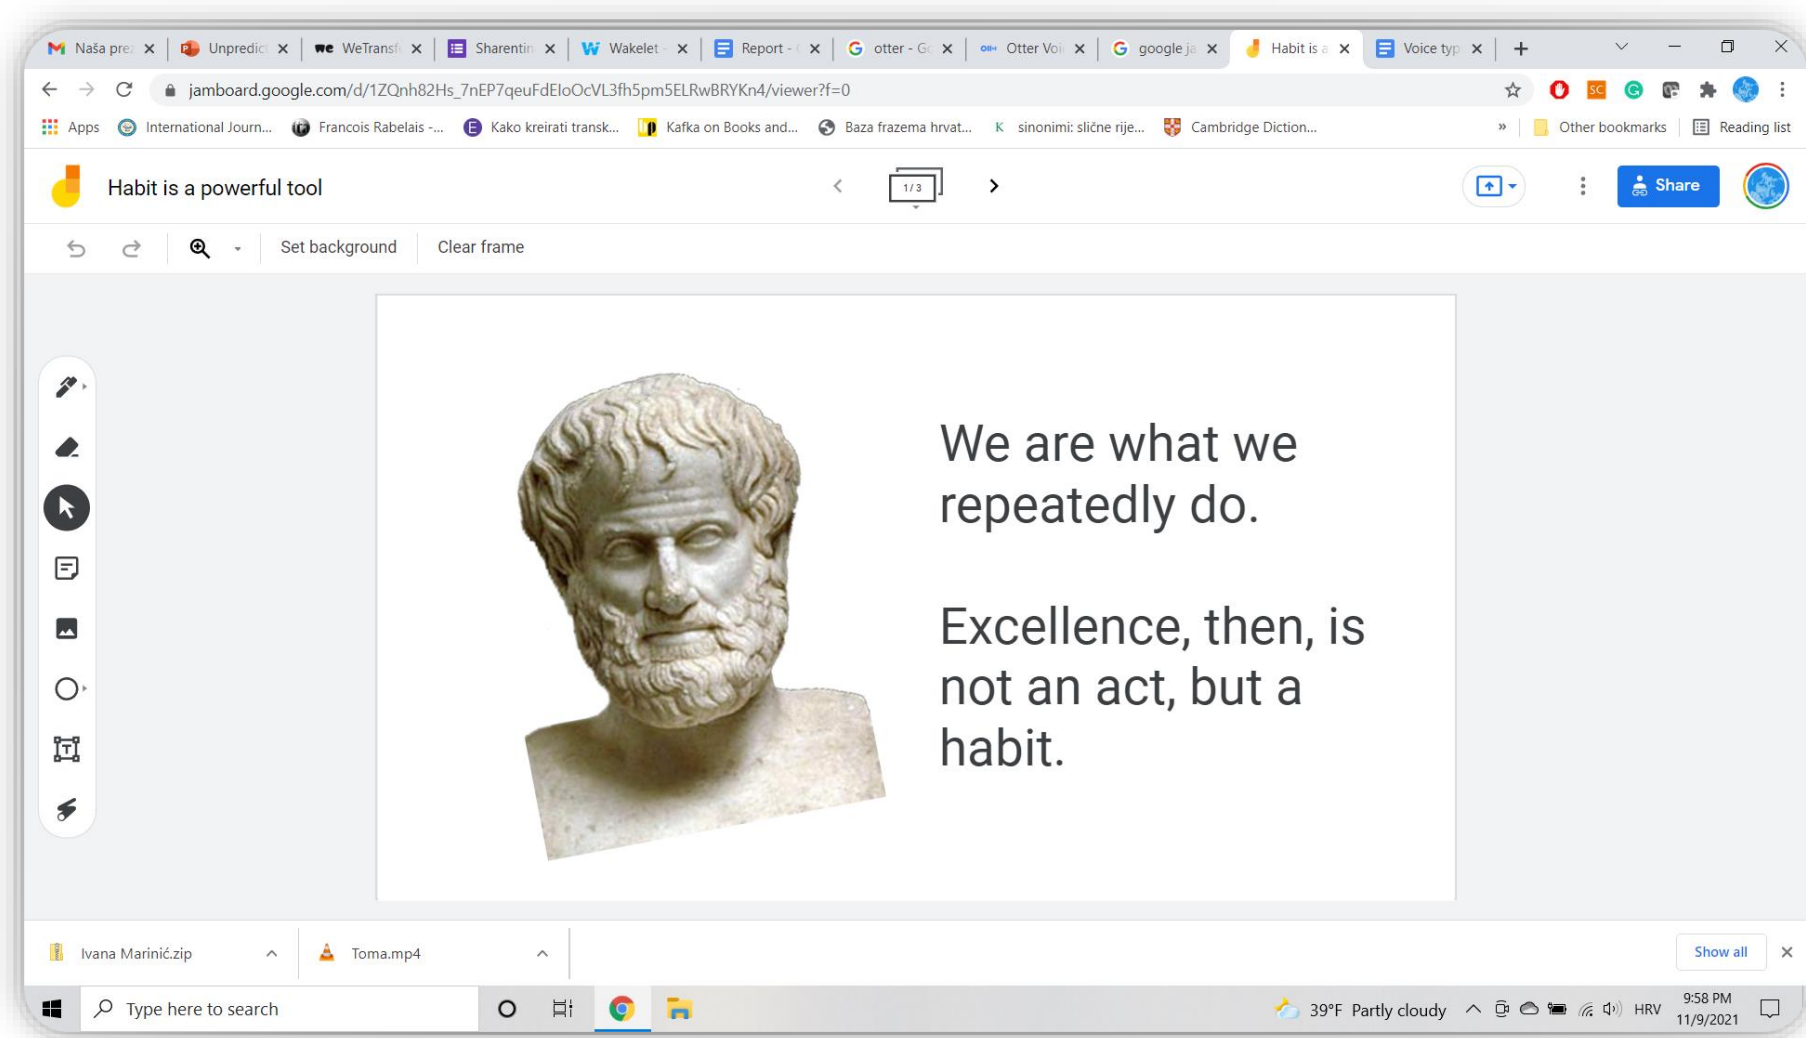 Naša pre
Unpredic
WeTransf
Sharentin
Wakelet -
Report - (
otter - Go
Otter Voi
google ja
Habit is a
Voice typ
jamboard.google.com/d/1ZQnh82Hs_7nEP7qeuFdEIoOcVL3fh5pm5ELRwBRYKn4/viewer?f=0
Apps
International Journ...
Francois Rabelais -...
Kako kreirati transk...
Kafka on Books and...
Baza frazema hrvat...
sinonimi: slične rije...
Cambridge Diction...
»
Other bookmarks
Reading list
Habit is a powerful tool
1 / 3
Share
Set background
Clear frame
We are what we
repeatedly do.
Excellence, then, is
not an act, but a
habit.
Ivana Marinić.zip
Toma.mp4
Show all
Type here to search
39°F Partly cloudy
HRV
9:58 PM
11/9/2021